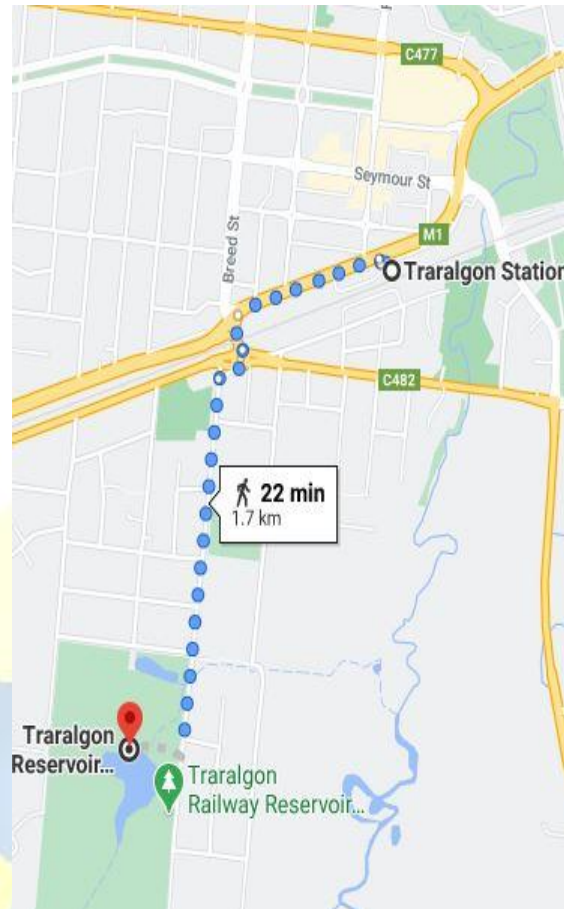 C477
Seymour St
M1
Breed St
Traralgon Station
C482
22 min
1.7 km
Traralgon
Reservoir...
Traralgon
Railway Reservoir...